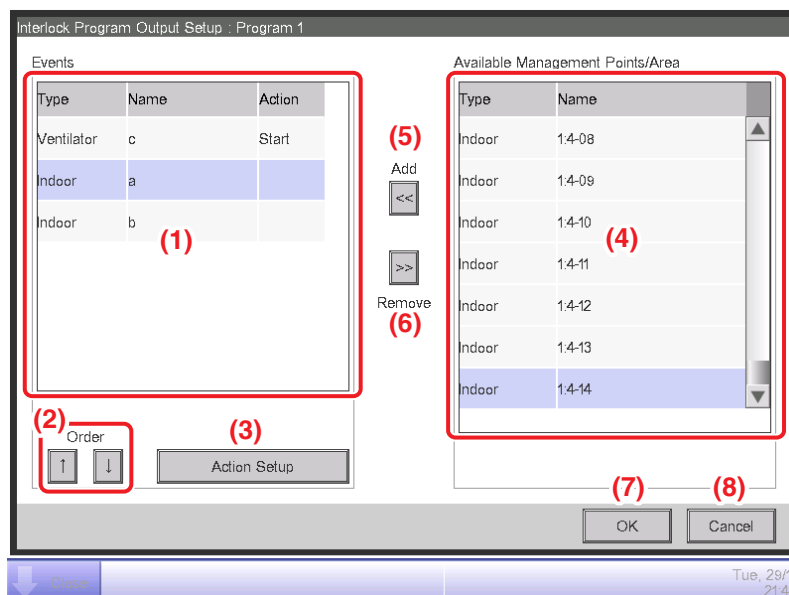 Interlock Program Output Setup : Program 1
Events
Available Management Points/Area
Type Name Action
Ventilator c Start
Indoor a
Indoor b
(1)
(5)
Add
<<
>>
Remove
(6)
Type Name
Indoor 1:4-08
Indoor 1:4-09
Indoor 1:4-10
(4)
Indoor 1:4-11
Indoor 1:4-12
Indoor 1:4-13
Indoor 1:4-14
(2)
Order
↑ ↓
(3)
Action Setup
(7) (8)
OK Cancel
Tue, 29/
21:4